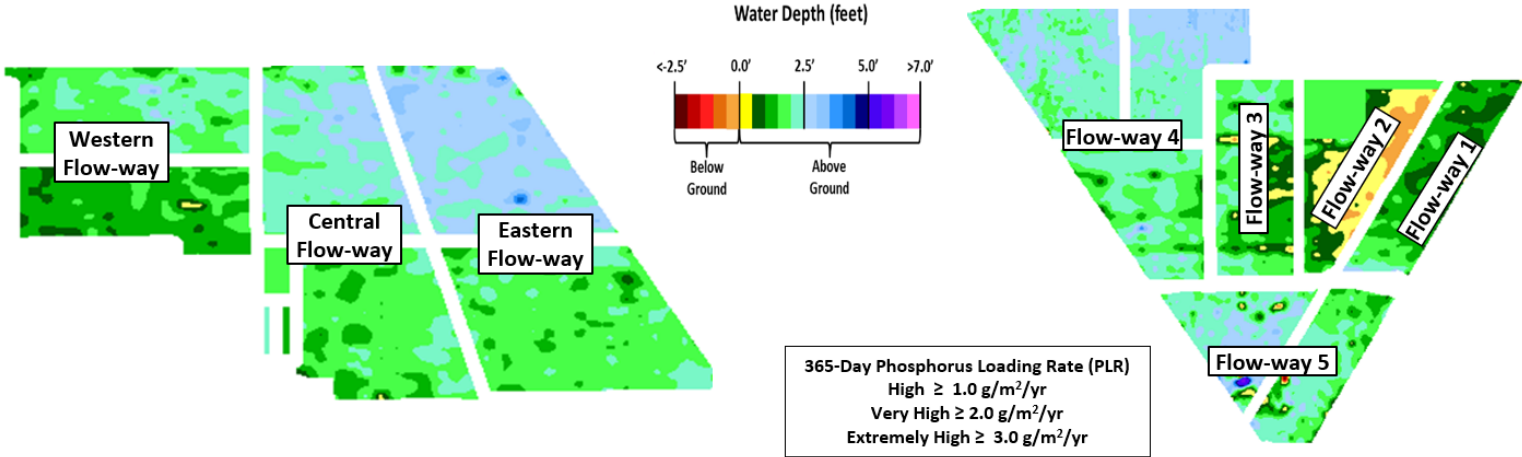 Water Depth (feet)
<-2.5' 0.0' 2.5' 5.0' >7.0'
Below
Ground
Above
Ground
Western
Flow-way
Central
Flow-way
Eastern
Flow-way
Flow-way 4
Flow-way 3
Flow-way 2
Flow-way 1
Flow-way 5
365-Day Phosphorus Loading Rate (PLR)
High ≥ 1.0 g/m²/yr
Very High ≥ 2.0 g/m²/yr
Extremely High ≥ 3.0 g/m²/yr